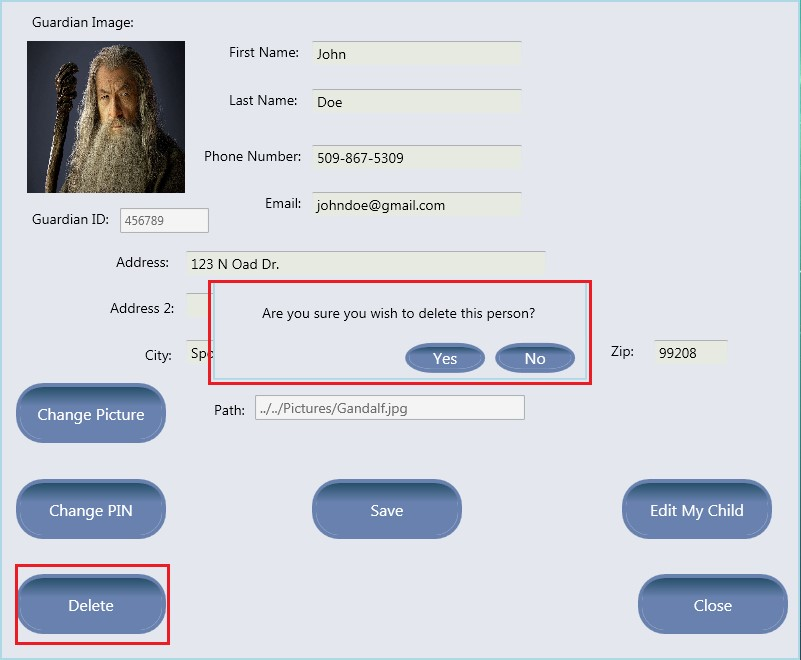 Guardian Image:
First Name: John
Last Name: Doe
Phone Number: 509-867-5309
Email: johndoe@gmail.com
Guardian ID: 456789
Address: 123 N Oad Dr.
Address 2:
Are you sure you wish to delete this person?
City: Spo
Yes No
Zip: 99208
Change Picture
Path: ../../Pictures/Gandalf.jpg
Change PIN Save Edit My Child
Delete Close